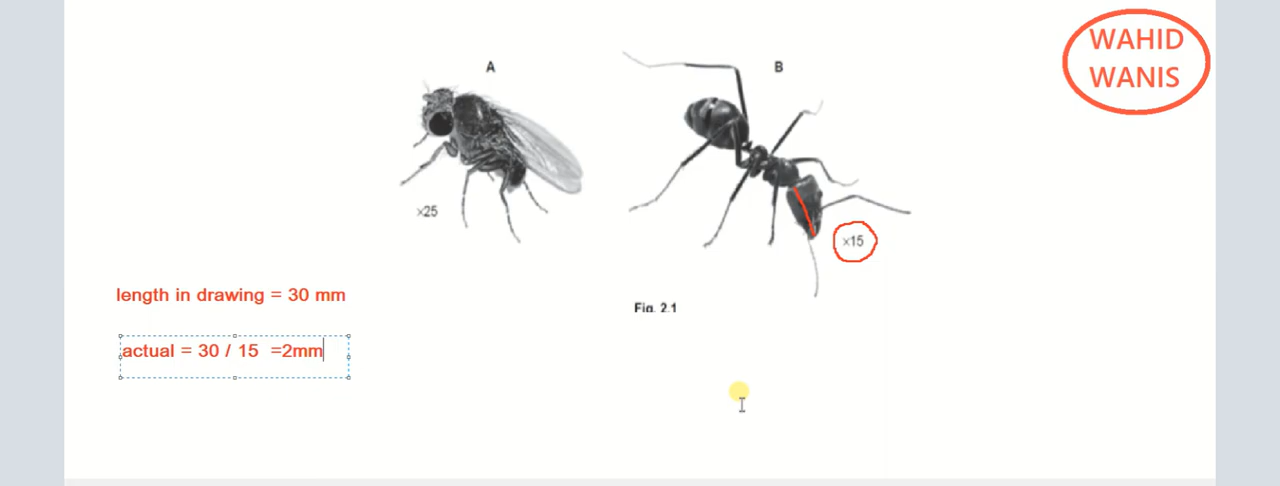 WAHID
WANIS
A
B
×25
×15
Fig. 2.1
length in drawing = 30 mm
actual = 30 / 15 =2mm